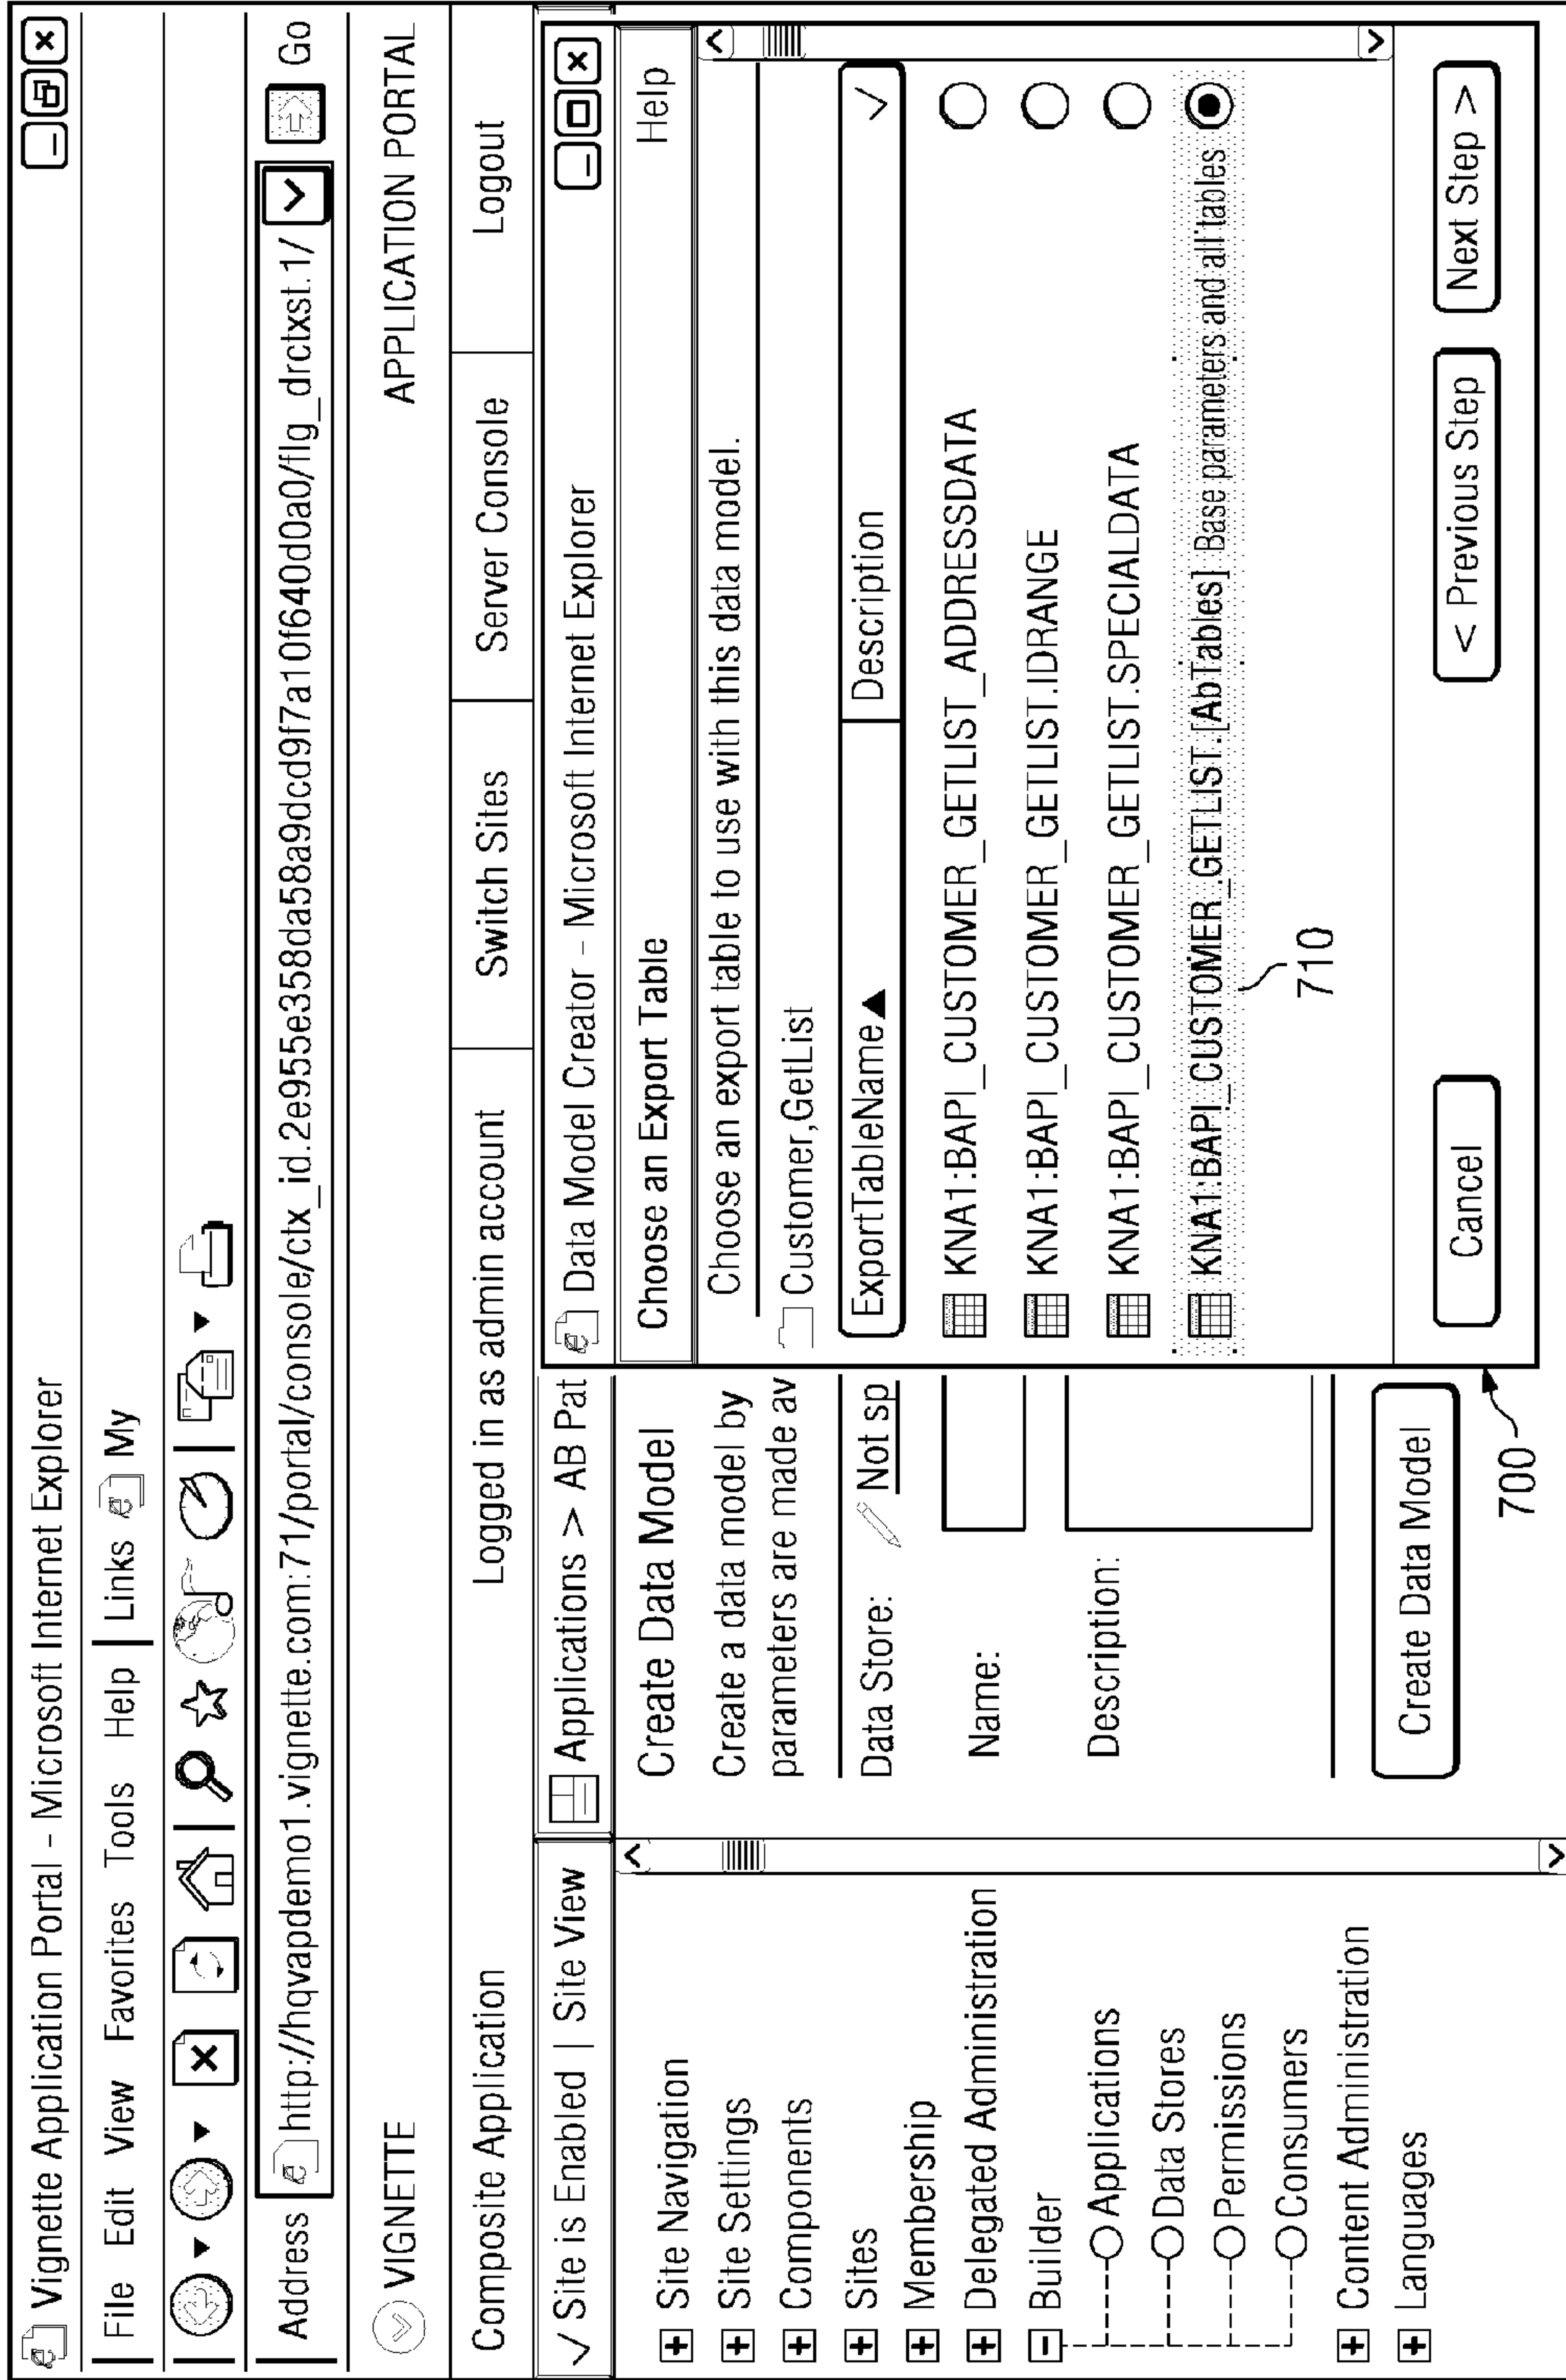 Vignette Application Portal - Microsoft Internet Explorer
File Edit View Favorites Tools Help | Links My
Address http://hqvapdemo1.vignette.com:71/portal/console/ctx_id.2e955e358da58a9dcd9f7a10f640d0a0/flg_drctxst.1/ Go
VIGNETTE APPLICATION PORTAL
Composite Application Logged in as admin account Switch Sites Server Console Logout
√ Site is Enabled | Site View
Site Navigation
Site Settings
Components
Sites
Membership
Delegated Administration
Builder
Applications
Data Stores
Permissions
Consumers
Content Administration
Languages
Applications > AB Pat
Create Data Model
Create a data model by
parameters are made av
Data Store: Not sp
Name:
Description:
Create Data Model
Data Model Creator - Microsoft Internet Explorer
Choose an Export Table Help
Choose an export table to use with this data model.
Customer,GetList
ExportTableName▲ Description √
KNA1:BAPI_CUSTOMER_GETLIST_ADDRESSDATA
KNA1:BAPI_CUSTOMER_GETLIST.IDRANGE
KNA1:BAPI_CUSTOMER_GETLIST.SPECIALDATA
KNA1:BAPI_CUSTOMER_GETLIST.[AbTables] Base parameters and all tables
710
Cancel < Previous Step Next Step >
700